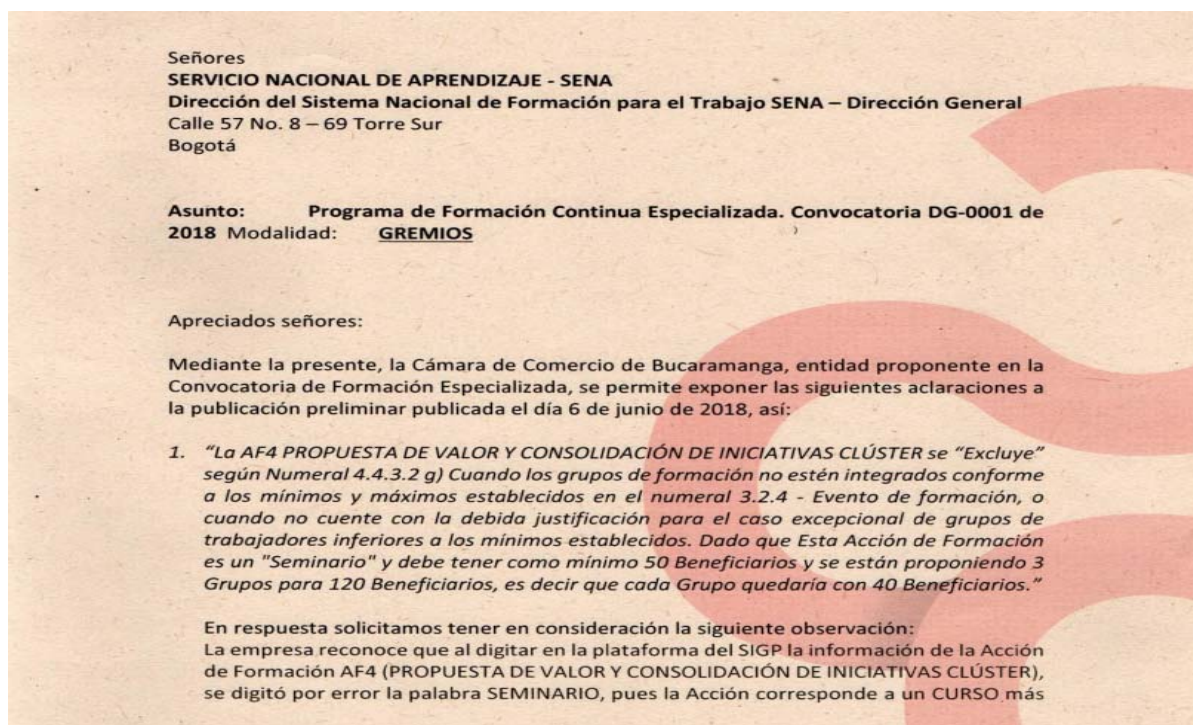 Señores
SERVICIO NACIONAL DE APRENDIZAJE - SENA
Dirección del Sistema Nacional de Formación para el Trabajo SENA – Dirección General
Calle 57 No. 8 – 69 Torre Sur
Bogotá
Asunto: Programa de Formación Continua Especializada. Convocatoria DG-0001 de
2018 Modalidad: GREMIOS
Apreciados señores:
Mediante la presente, la Cámara de Comercio de Bucaramanga, entidad proponente en la
Convocatoria de Formación Especializada, se permite exponer las siguientes aclaraciones a
la publicación preliminar publicada el día 6 de junio de 2018, así:
1. “La AF4 PROPUESTA DE VALOR Y CONSOLIDACIÓN DE INICIATIVAS CLÚSTER se “Excluye”
según Numeral 4.4.3.2 g) Cuando los grupos de formación no estén integrados conforme
a los mínimos y máximos establecidos en el numeral 3.2.4 - Evento de formación, o
cuando no cuente con la debida justificación para el caso excepcional de grupos de
trabajadores inferiores a los mínimos establecidos. Dado que Esta Acción de Formación
es un "Seminario" y debe tener como mínimo 50 Beneficiarios y se están proponiendo 3
Grupos para 120 Beneficiarios, es decir que cada Grupo quedaría con 40 Beneficiarios.”
En respuesta solicitamos tener en consideración la siguiente observación:
La empresa reconoce que al digitar en la plataforma del SIGP la información de la Acción
de Formación AF4 (PROPUESTA DE VALOR Y CONSOLIDACIÓN DE INICIATIVAS CLÚSTER),
se digitó por error la palabra SEMINARIO, pues la Acción corresponde a un CURSO más